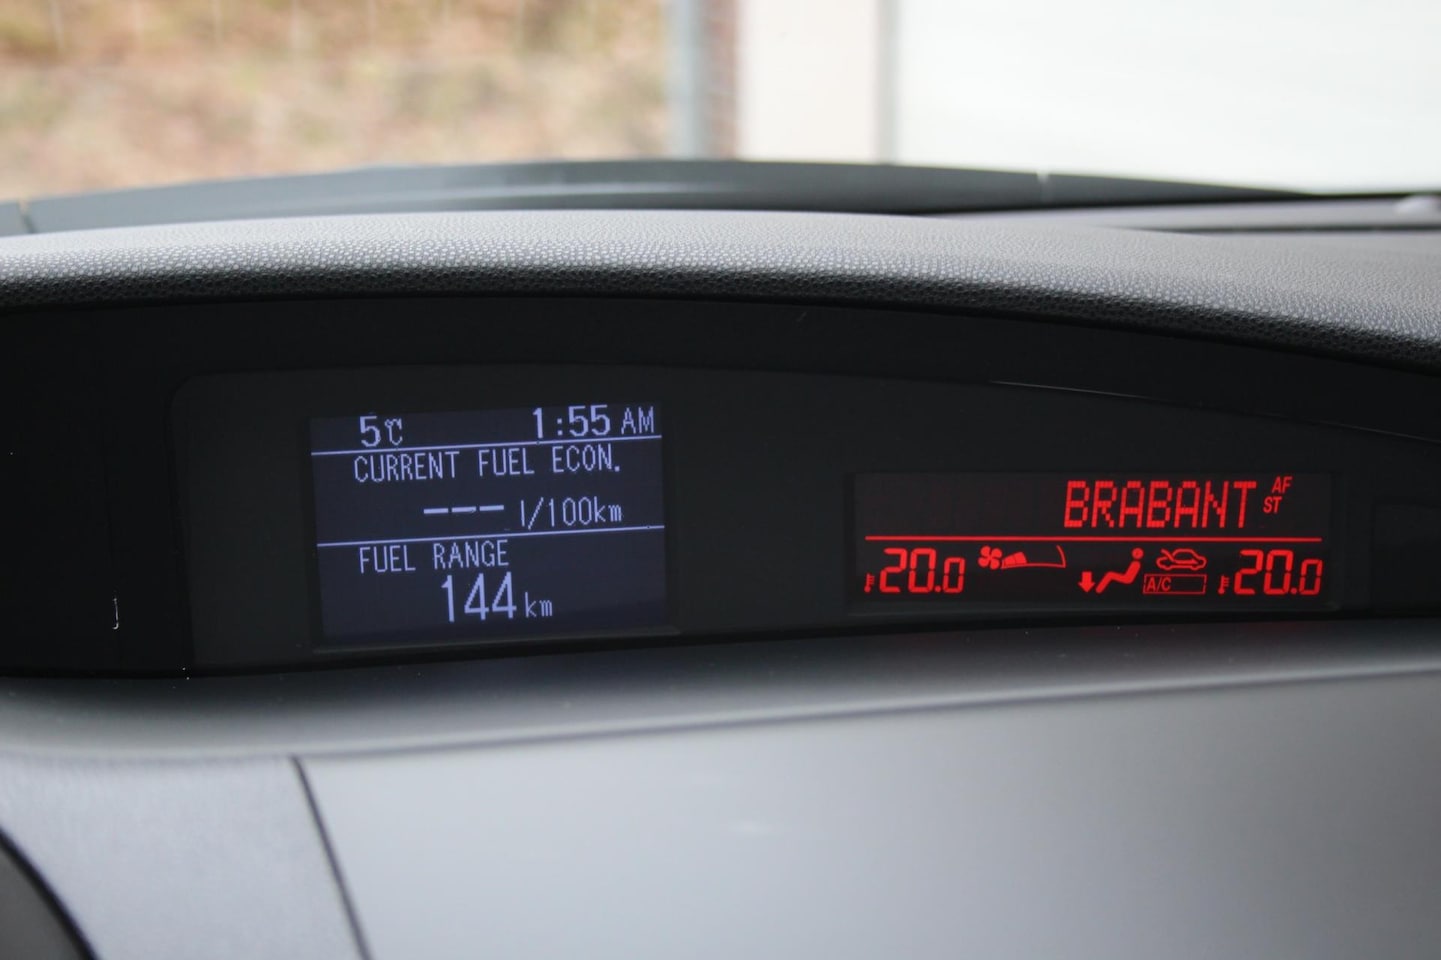 5℃ 1:55 AM
CURRENT FUEL ECON.
--- l/100km
FUEL RANGE
144 km
BRABANT AF ST
20.0 A/C 20.0